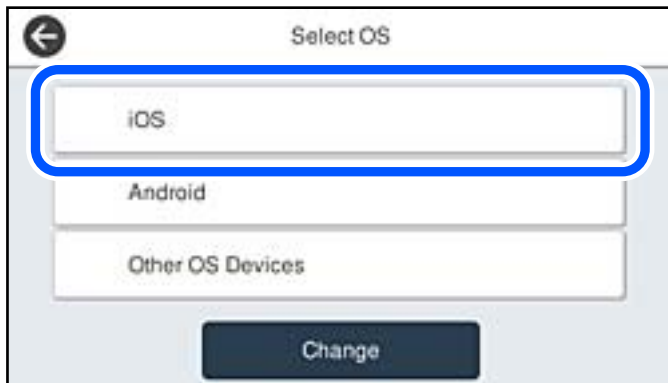 Select OS
iOS
Android
Other OS Devices
Change